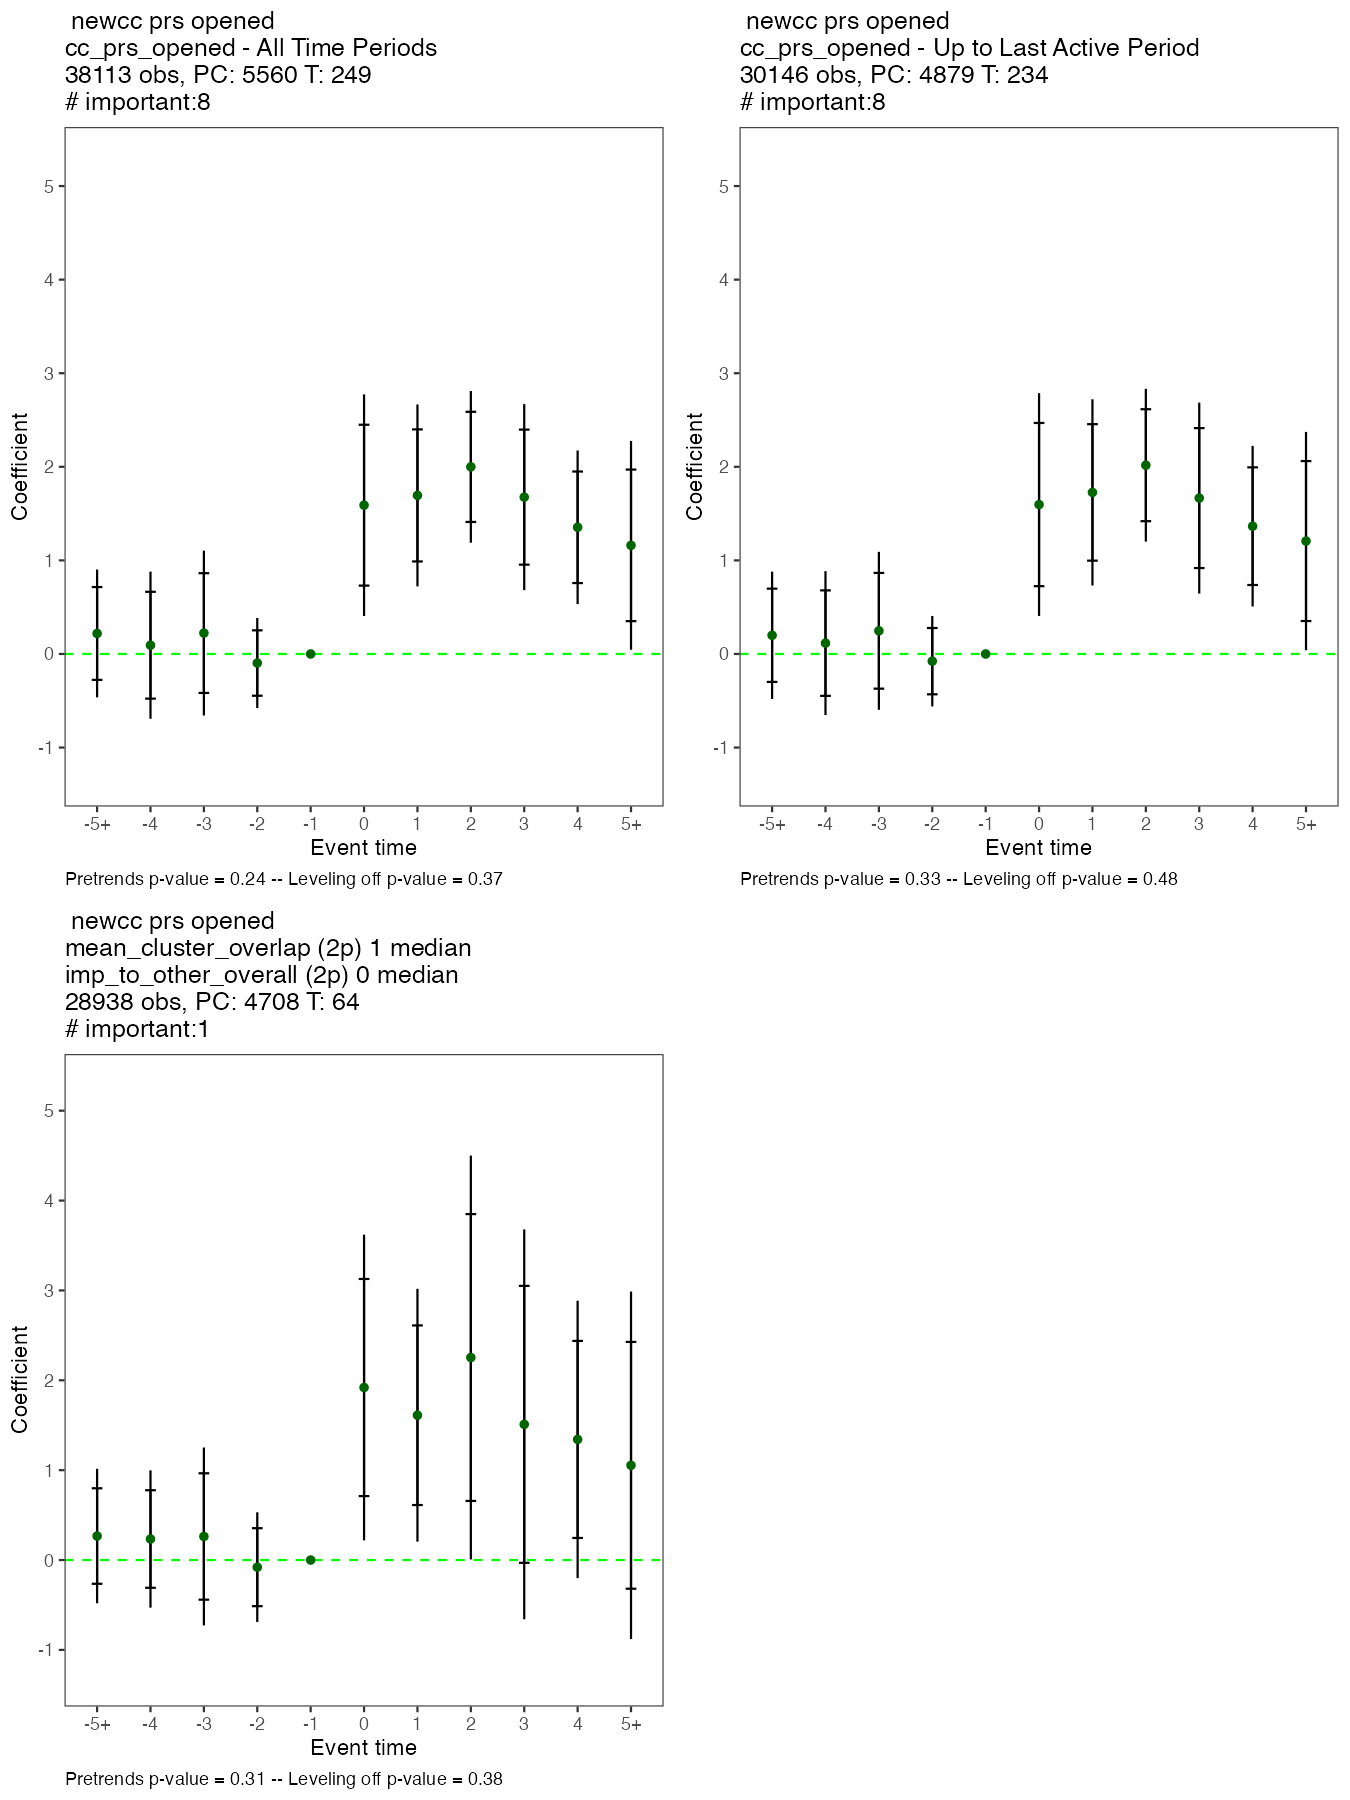 newcc prs opened
cc_prs_opened - All Time Periods
38113 obs, PC: 5560 T: 249
# important:8
5
4
3
2
1
0
-1
Coefficient
-5+ -4 -3 -2 -1 0 1 2 3 4 5+
Event time
Pretrends p-value = 0.24 -- Leveling off p-value = 0.37
newcc prs opened
cc_prs_opened - Up to Last Active Period
30146 obs, PC: 4879 T: 234
# important:8
5
4
3
2
1
0
-1
Coefficient
-5+ -4 -3 -2 -1 0 1 2 3 4 5+
Event time
Pretrends p-value = 0.33 -- Leveling off p-value = 0.48
newcc prs opened
mean_cluster_overlap (2p) 1 median
imp_to_other_overall (2p) 0 median
28938 obs, PC: 4708 T: 64
# important:1
5
4
3
2
1
0
-1
Coefficient
-5+ -4 -3 -2 -1 0 1 2 3 4 5+
Event time
Pretrends p-value = 0.31 -- Leveling off p-value = 0.38